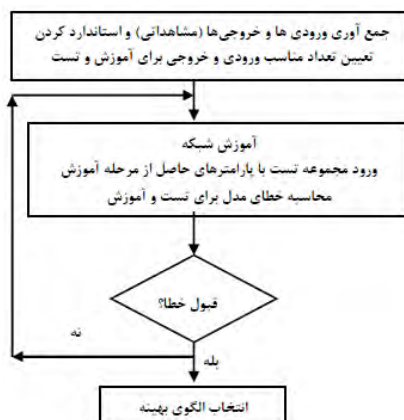 جمع آوری ورودی ها و خروجی‌ها (مشاهداتی) و استاندارد کردن
تعیین تعداد مناسب ورودی و خروجی برای آموزش و تست
آموزش شبکه
ورود مجموعه تست با پارامترهای حاصل از مرحله آموزش
محاسبه خطای مدل برای تست و آموزش
قبول خطا؟
نه
بله
انتخاب الگوی بهینه